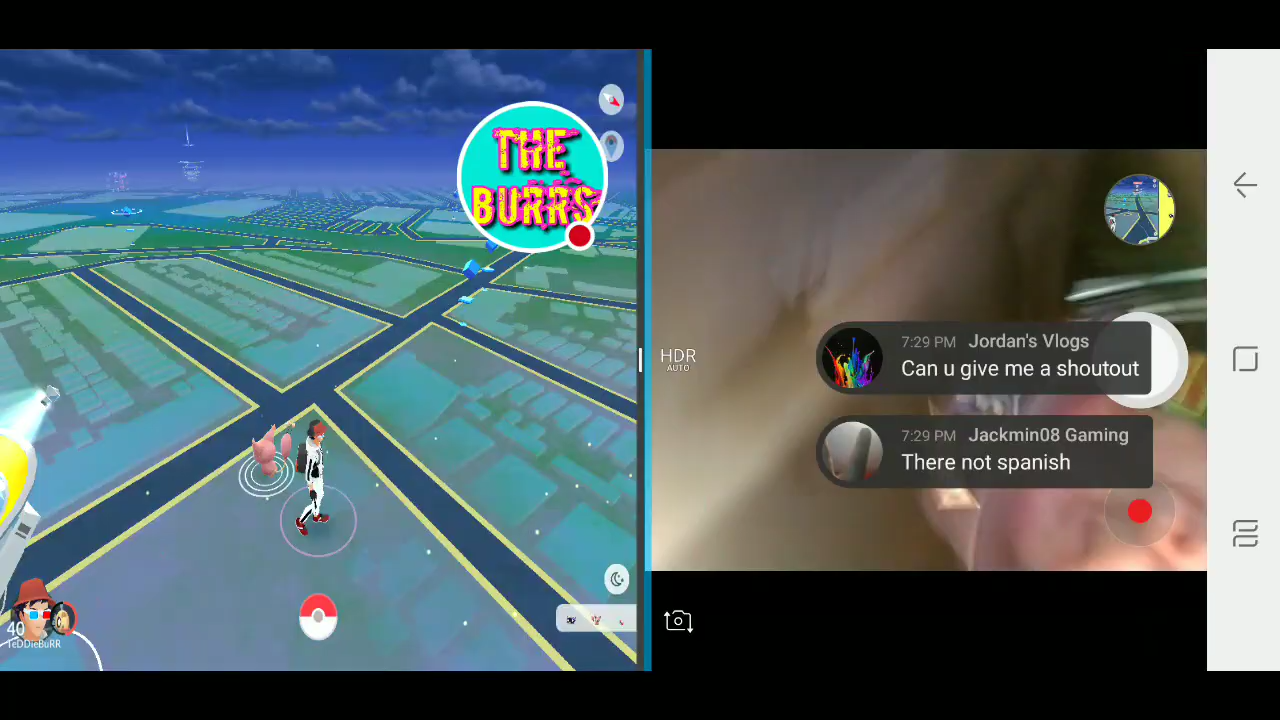 THE
BURRS
40
TeDDieBuRR
HDR
AUTO
7:29 PM Jordan's Vlogs
Can u give me a shoutout
7:29 PM Jackmin08 Gaming
There not spanish